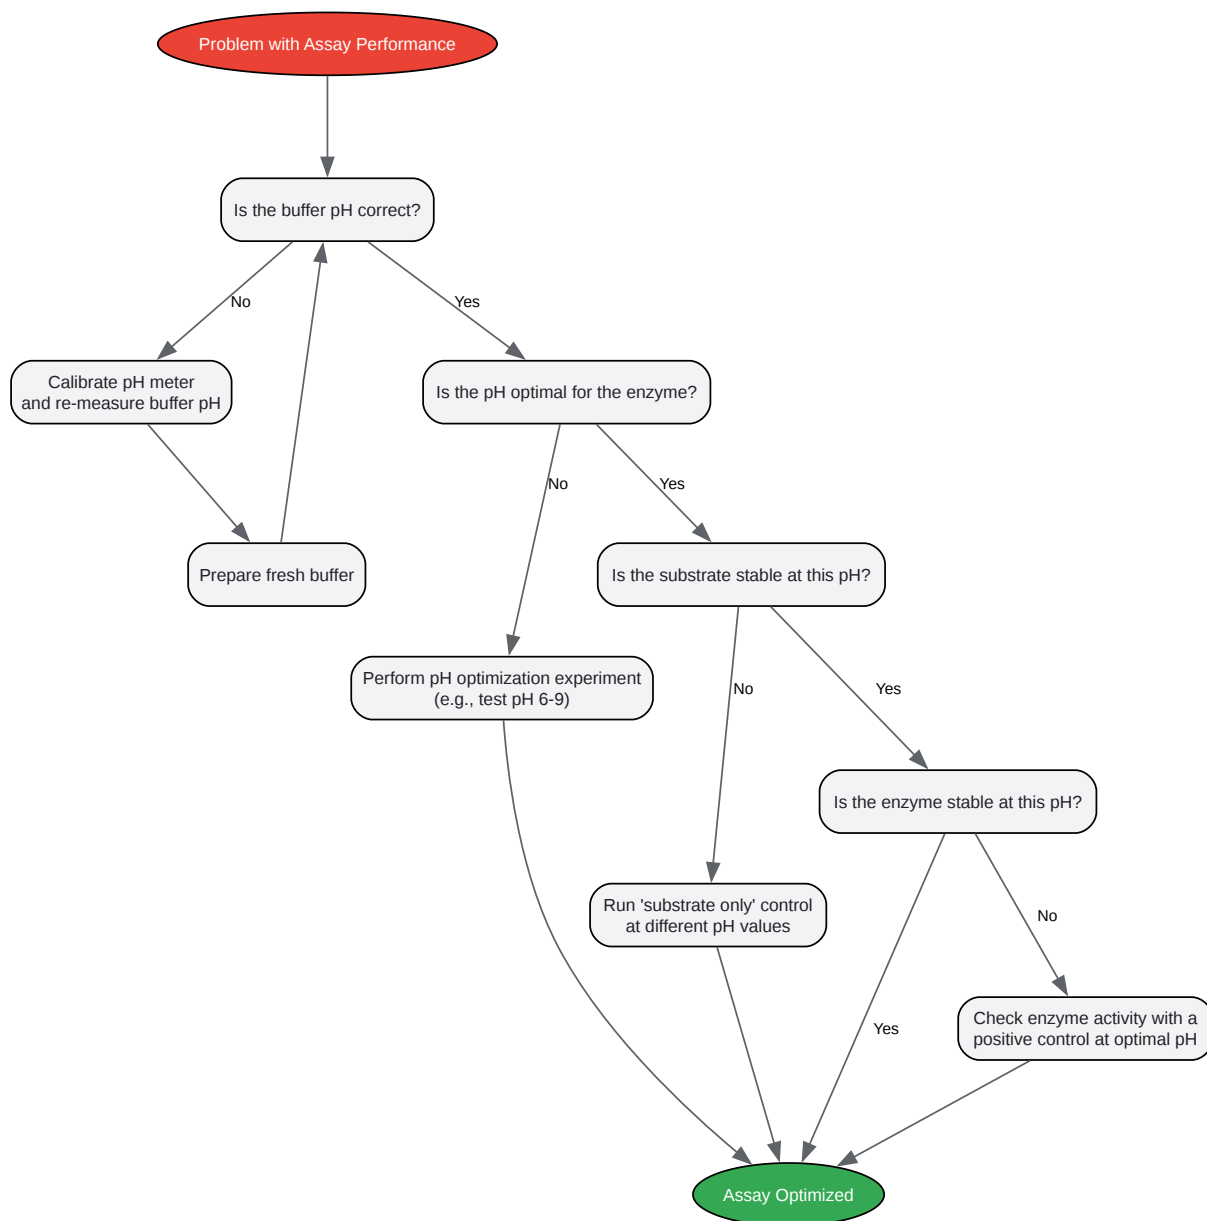 Problem with Assay Performance
Is the buffer pH correct?
No
Yes
Calibrate pH meter
and re-measure buffer pH
Is the pH optimal for the enzyme?
No
Yes
Prepare fresh buffer
Is the substrate stable at this pH?
Perform pH optimization experiment
(e.g., test pH 6-9)
No
Yes
Is the enzyme stable at this pH?
Run 'substrate only' control
at different pH values
No
Yes
Check enzyme activity with a
positive control at optimal pH
Assay Optimized